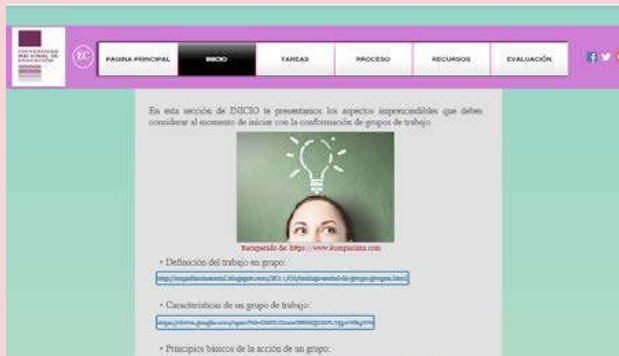 UNIVERSIDAD
NACIONAL DE
EDUCACIÓN
EC
PAGINA PRINCIPAL
INICIO
TAREAS
PROCESO
RECURSOS
EVALUACIÓN
En esta sección de INICIO te presentamos los aspectos imprescindibles que debes
considerar al momento de iniciar con la conformación de grupos de trabajo.
Recuperado de: https://www.kompasiana.com
• Definición del trabajo en grupo:
• Características de un grupo de trabajo:
• Principios básicos de la acción de un grupo: